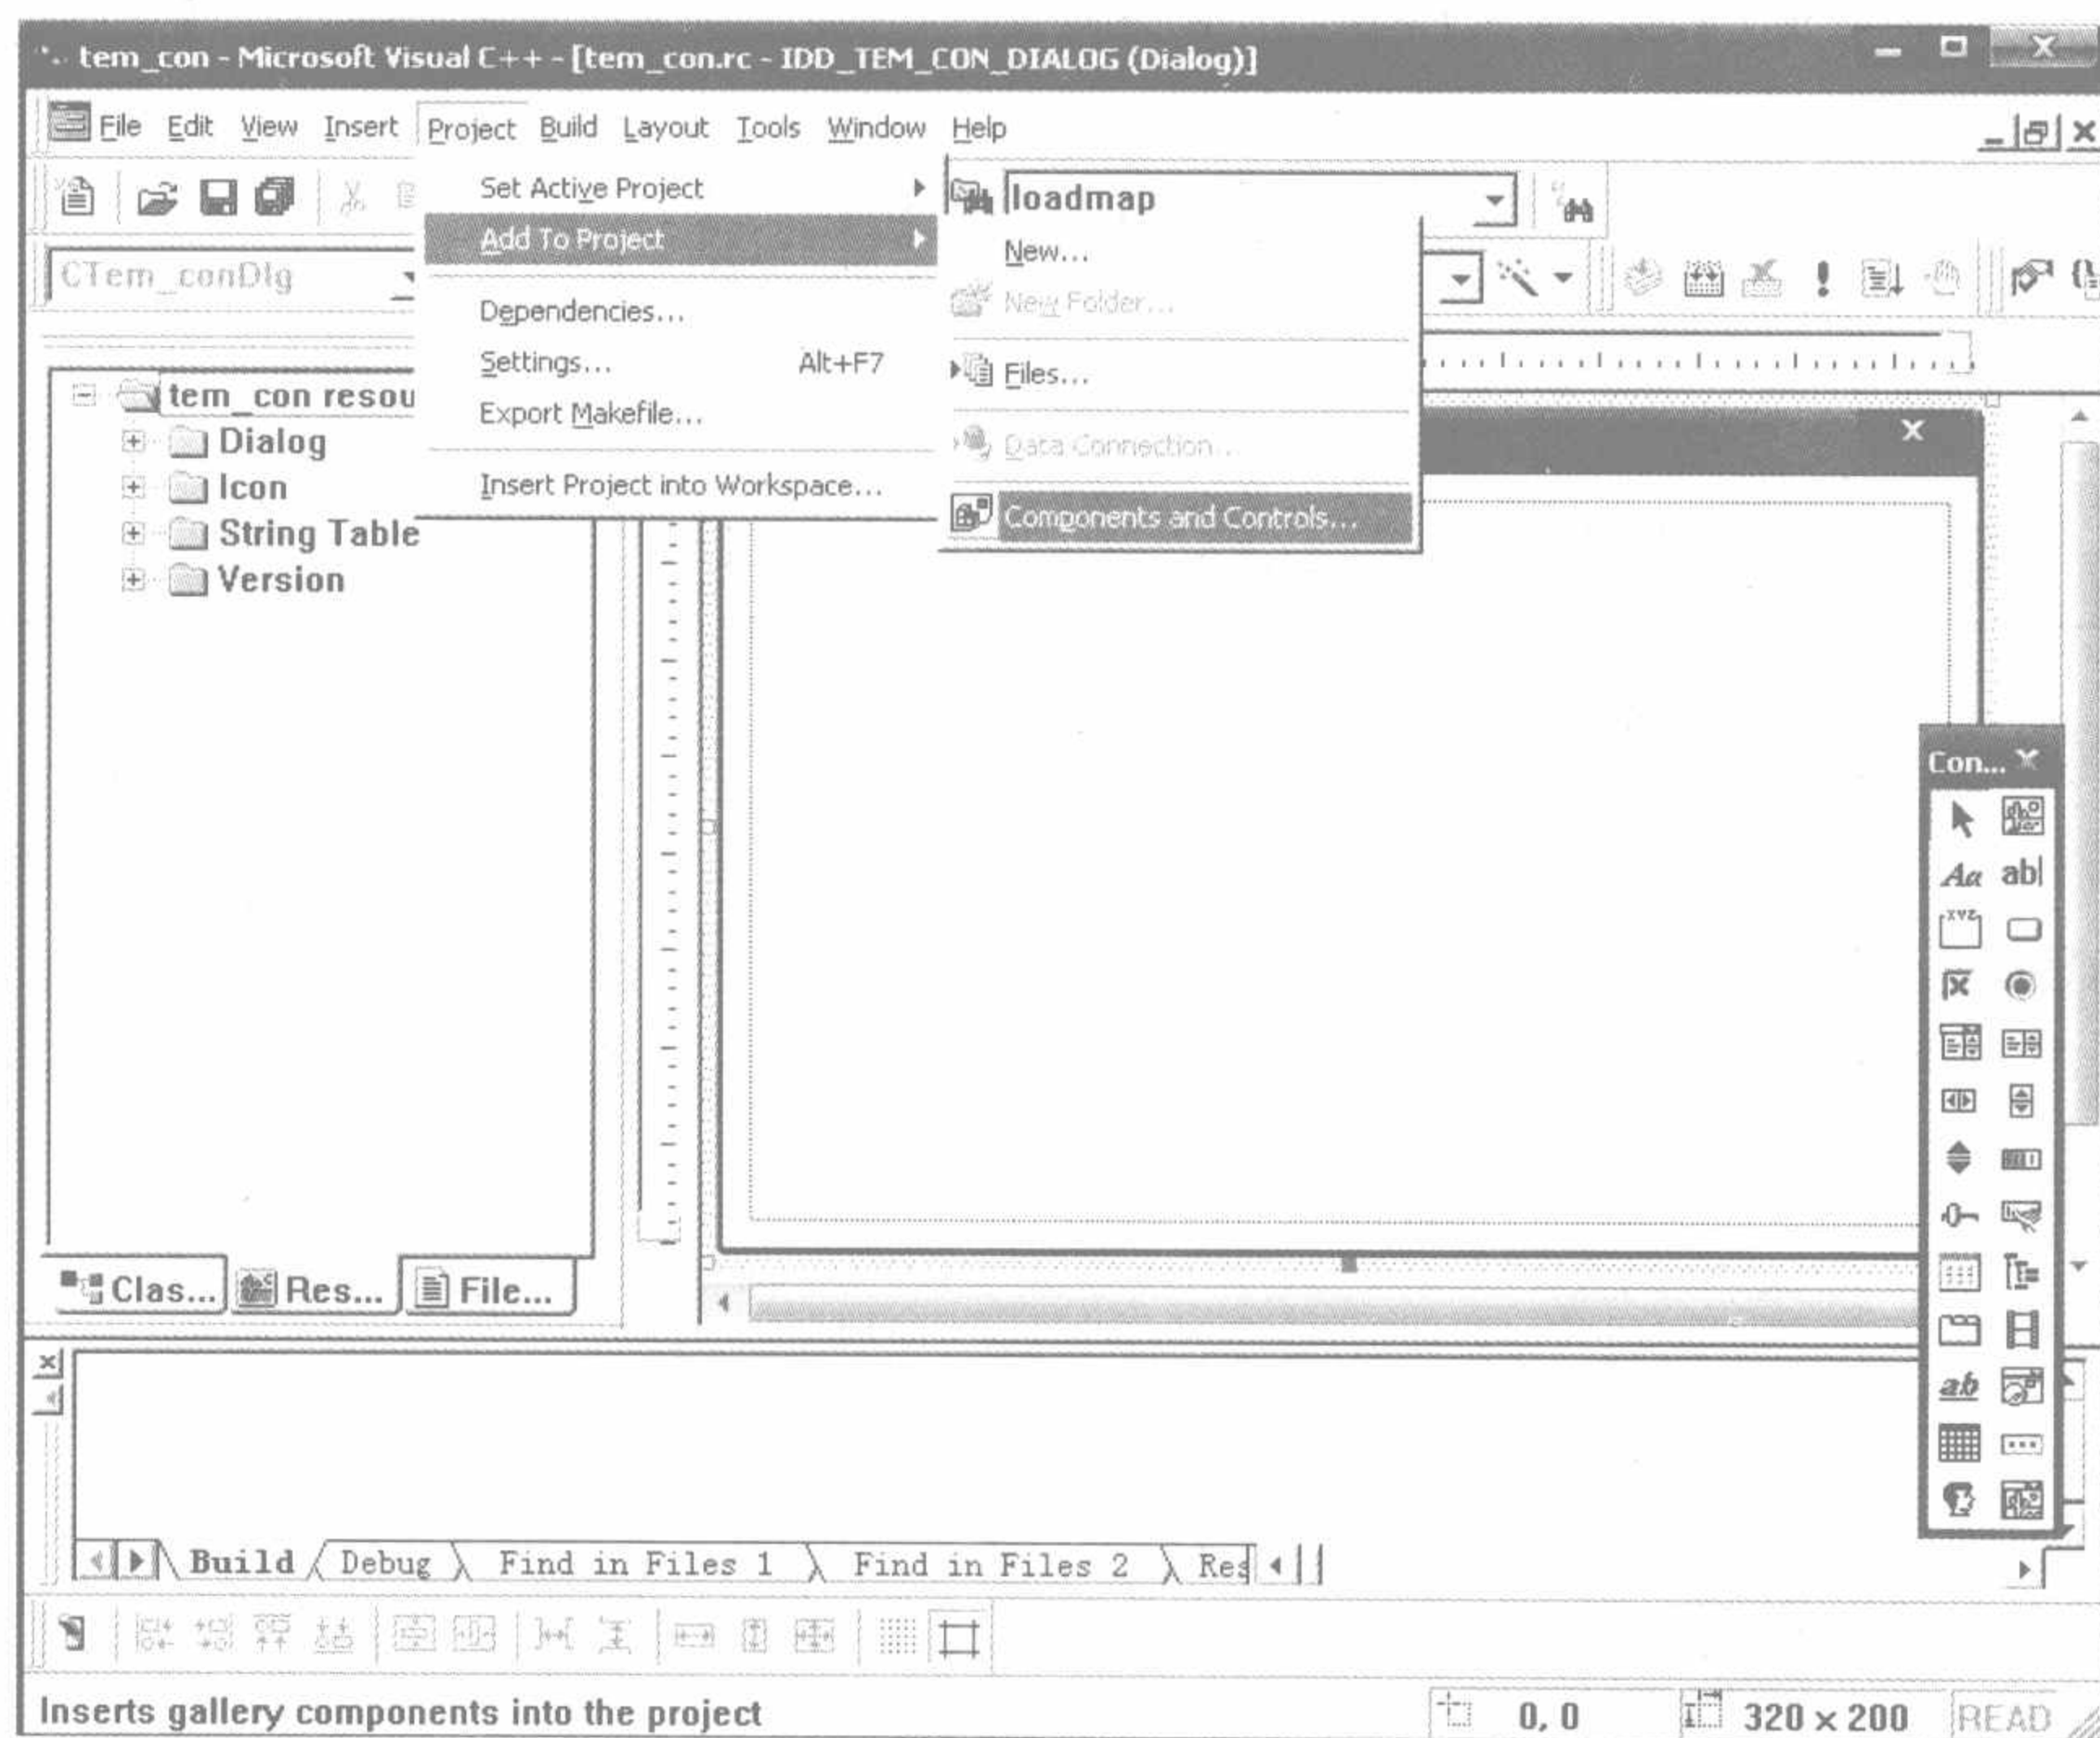 tem_con - Microsoft Visual C++ - [tem_con.rc - IDD_TEM_CON_DIALOG (Dialog)]
File Edit View Insert Project Build Layout Tools Window Help
Set Active Project
loadmap
Add To Project
New...
CTem_conDlg
New Folder...
Dependencies...
Settings... Alt+F7
Files...
tem_con resou
Export Makefile...
Dialog
Data Connection...
Icon
Insert Project into Workspace...
String Table
Components and Controls...
Version
Con...
Aa ab|
XYZ
Clas... Res... File...
ab
Build Debug Find in Files 1 Find in Files 2 Res
Inserts gallery components into the project 0, 0 320 × 200 READ